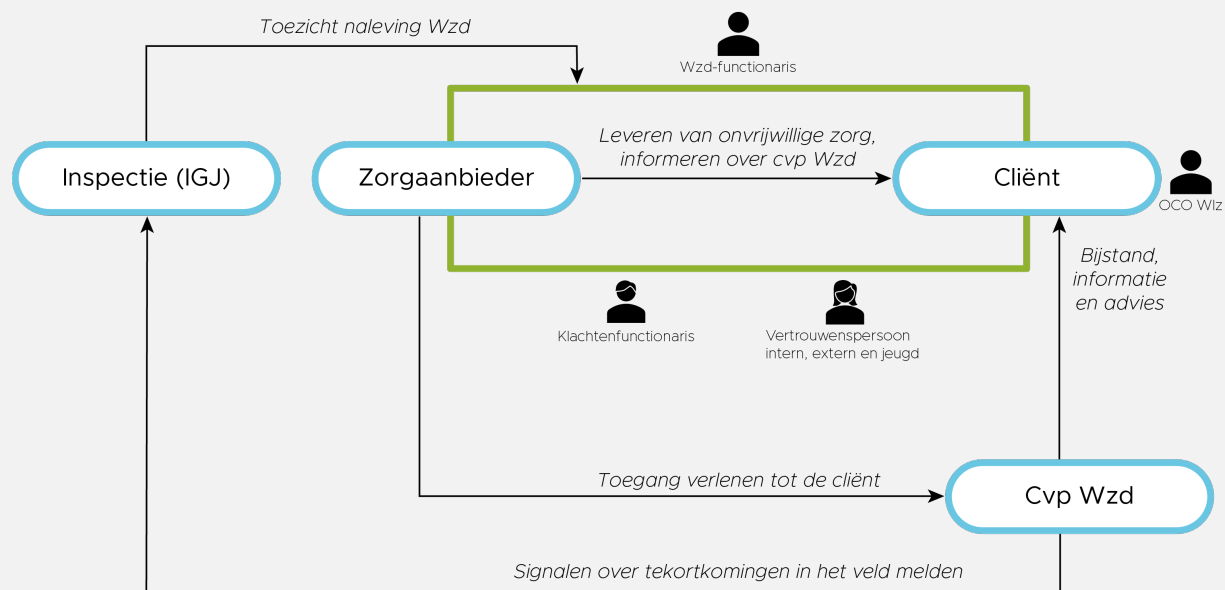 Toezicht naleving Wzd
Wzd-functionaris
Leveren van onvrijwillige zorg,
informeren over cvp Wzd
Inspectie (IGJ)
Zorgaanbieder
Cliënt
OCO Wlz
Bijstand,
informatie
en advies
Klachtenfunctionaris
Vertrouwenspersoon
intern, extern en jeugd
Toegang verlenen tot de cliënt
Cvp Wzd
Signalen over tekortkomingen in het veld melden